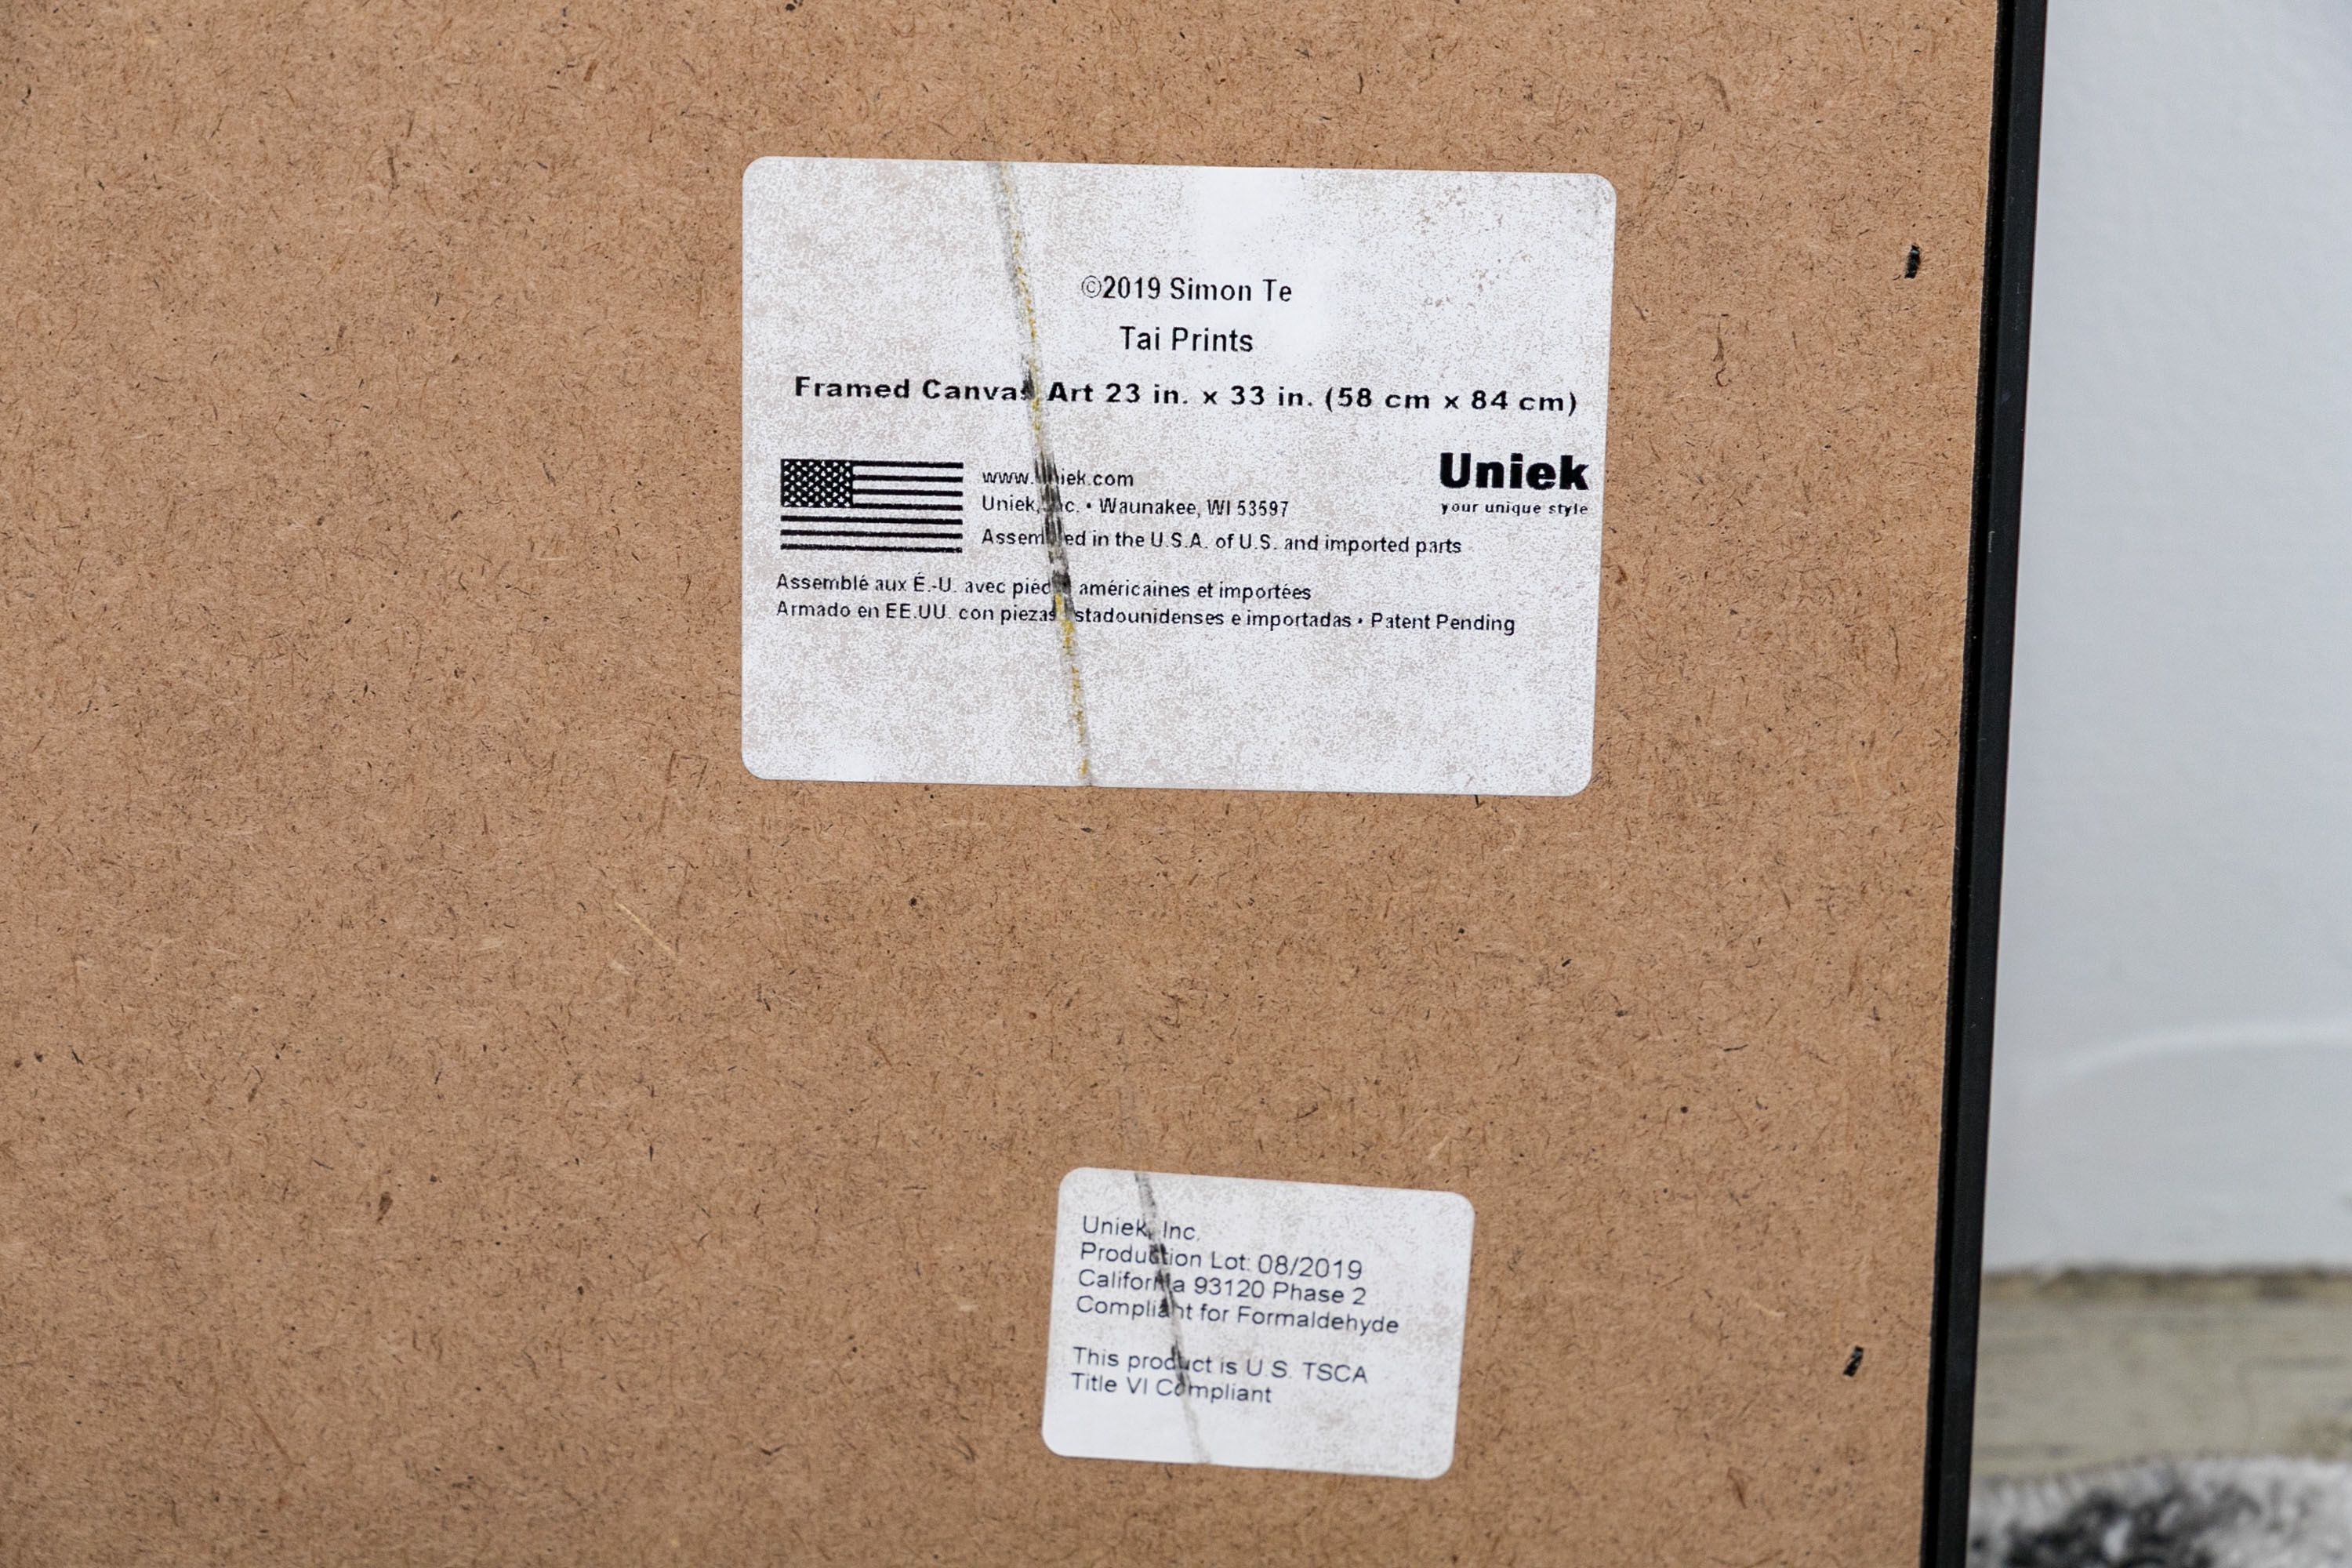 ©2019 Simon Te
Tai Prints
Framed Canvas Art 23 in. x 33 in. (58 cm x 84 cm)
www.uniek.com
Uniek, Inc. • Waunakee, WI 53597
Assembled in the U.S.A. of U.S. and imported parts
Uniek
your unique style
Assemblé aux É.-U. avec pièces américaines et importées
Armado en EE.UU. con piezas estadounidenses e importadas • Patent Pending
Uniek, Inc.
Production Lot: 08/2019
California 93120 Phase 2
Compliant for Formaldehyde
This product is U.S. TSCA
Title VI Compliant